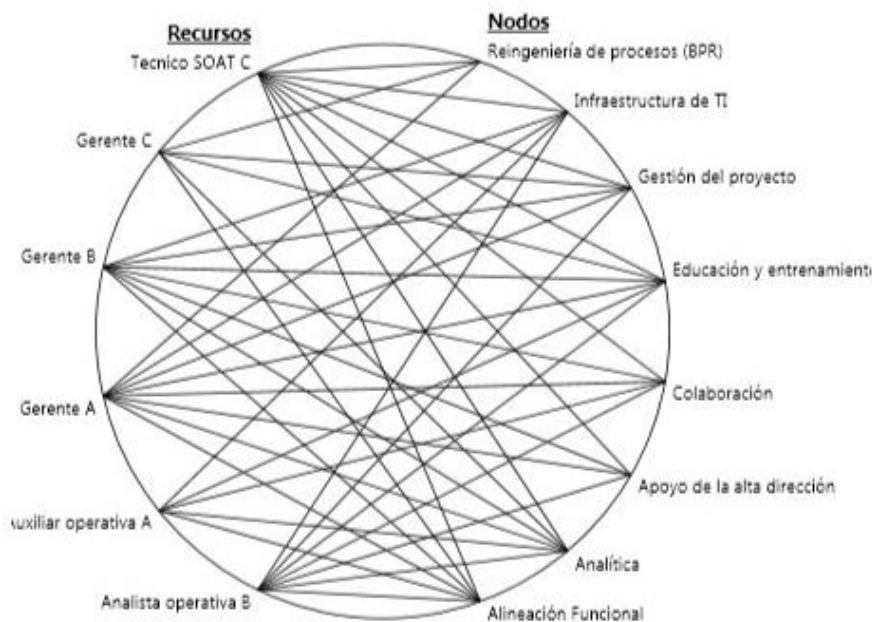 Recursos
Tecnico SOAT C
Gerente C
Gerente B
Gerente A
uxiliar operativa A
Analista operativa B
Nodos
Reingeniería de procesos (BPR)
Infraestructura de TI
Gestión del proyecto
Educación y entrenamiento
Colaboración
Apoyo de la alta dirección
Analítica
Alineación Funcional